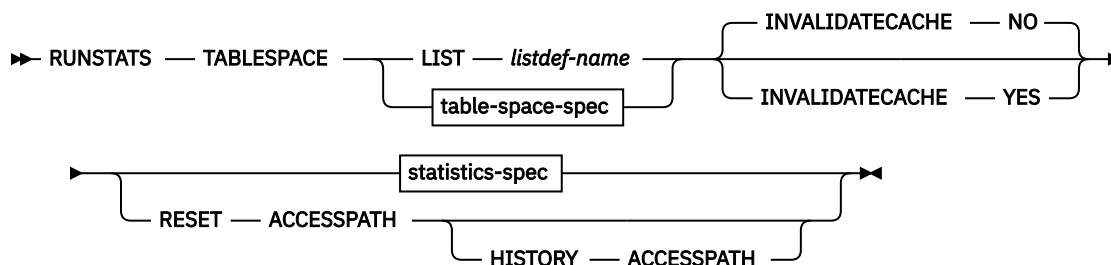 INVALIDATECACHE NO
RUNSTATS TABLESPACE LIST listdef-name
table-space-spec INVALIDATECACHE YES
statistics-spec
RESET ACCESSPATH
HISTORY ACCESSPATH